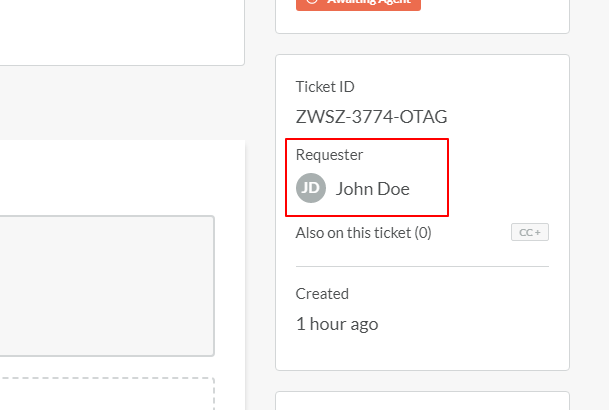 Awaiting Agent
Ticket ID
ZWSZ-3774-OTAG
Requester
JD John Doe
Also on this ticket (0) CC +
Created
1 hour ago